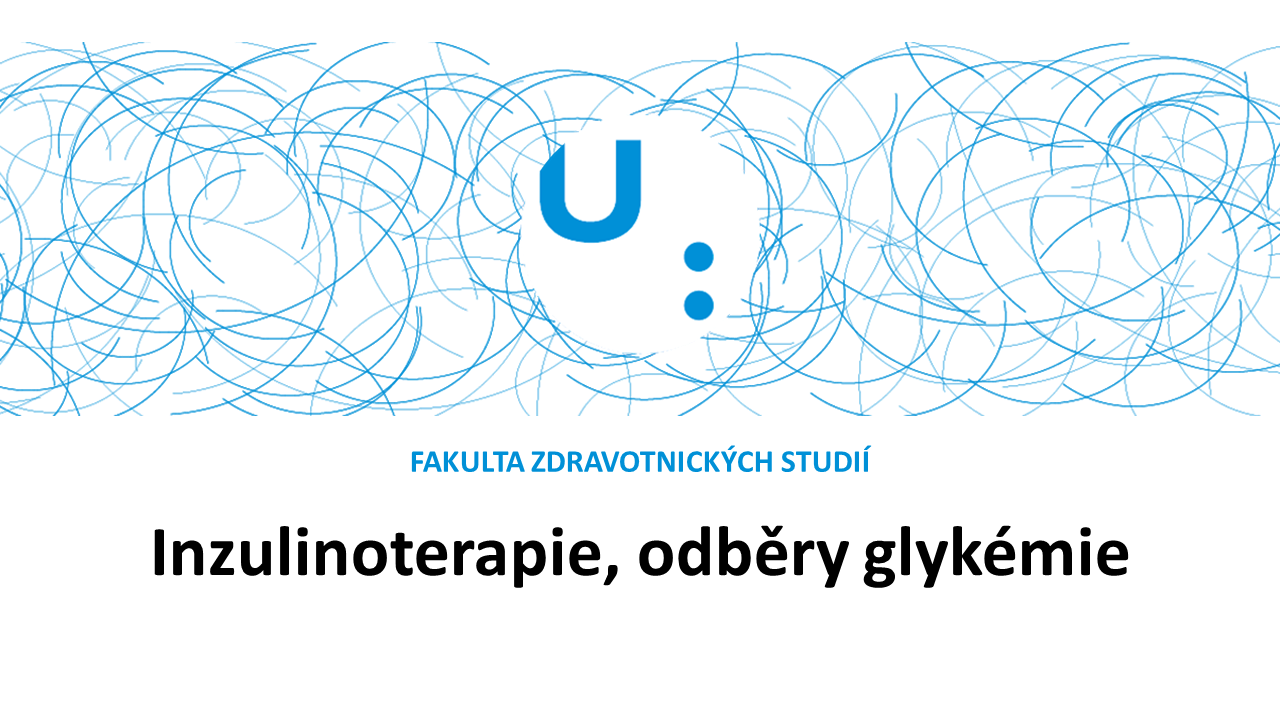 U:
FAKULTA ZDRAVOTNICKÝCH STUDIÍ
Inzulinoterapie, odběry glykémie